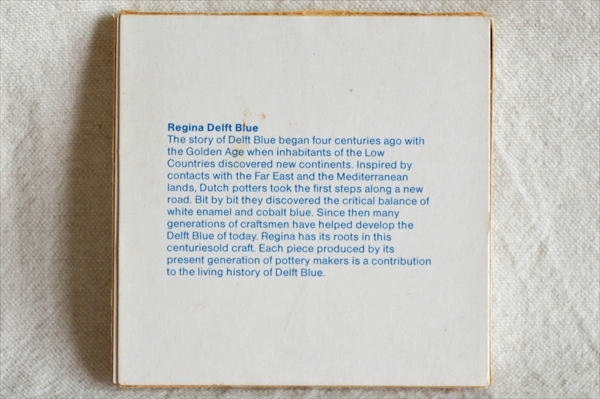 Regina Delft Blue
The story of Delft Blue began four centuries ago with
the Golden Age when inhabitants of the Low
Countries discovered new continents. Inspired by
contacts with the Far East and the Mediterranean
lands, Dutch potters took the first steps along a new
road. Bit by bit they discovered the critical balance of
white enamel and cobalt blue. Since then many
generations of craftsmen have helped develop the
Delft Blue of today. Regina has its roots in this
centuriesold craft. Each piece produced by its
present generation of pottery makers is a contribution
to the living history of Delft Blue.